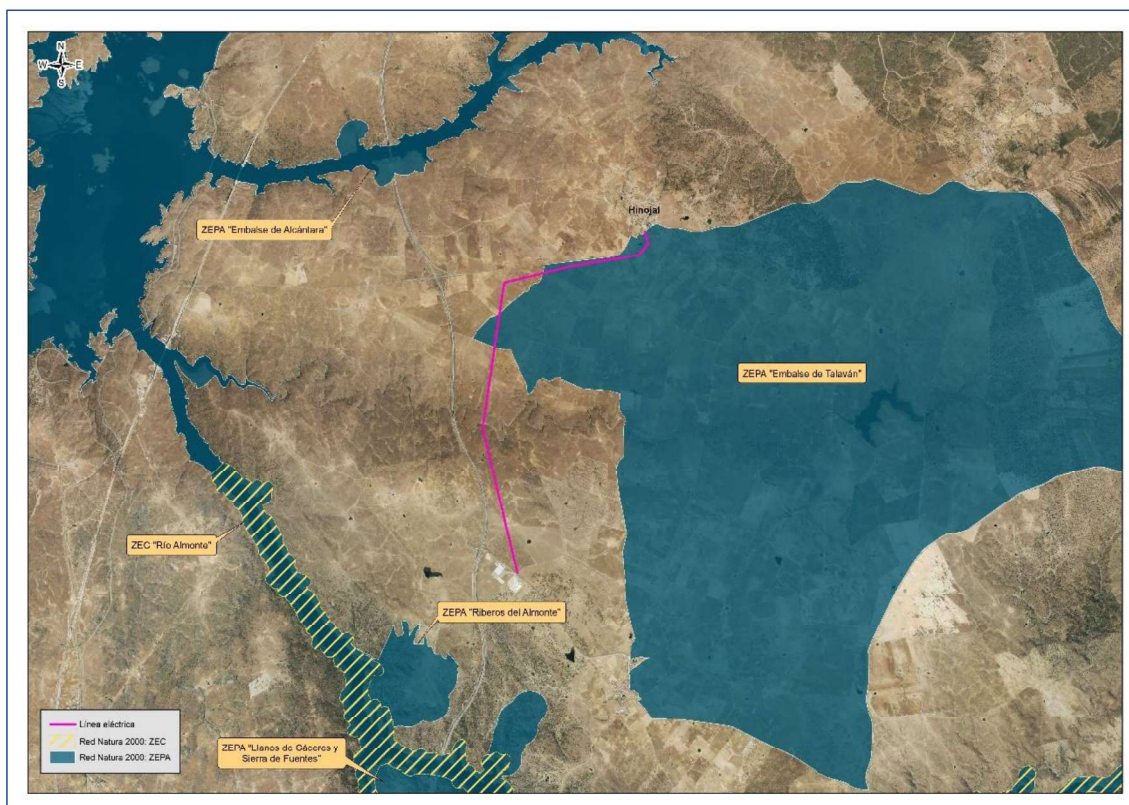 N
W E
S
ZEPA "Embalse de Alcántara"
Hinojal
ZEPA "Embalse de Talaván"
ZEC "Río Almonte"
ZEPA "Riberos del Almonte"
ZEPA "Llanos de Cáceres y
Sierra de Fuentes"
Línea eléctrica
Red Natura 2000: ZEC
Red Natura 2000: ZEPA